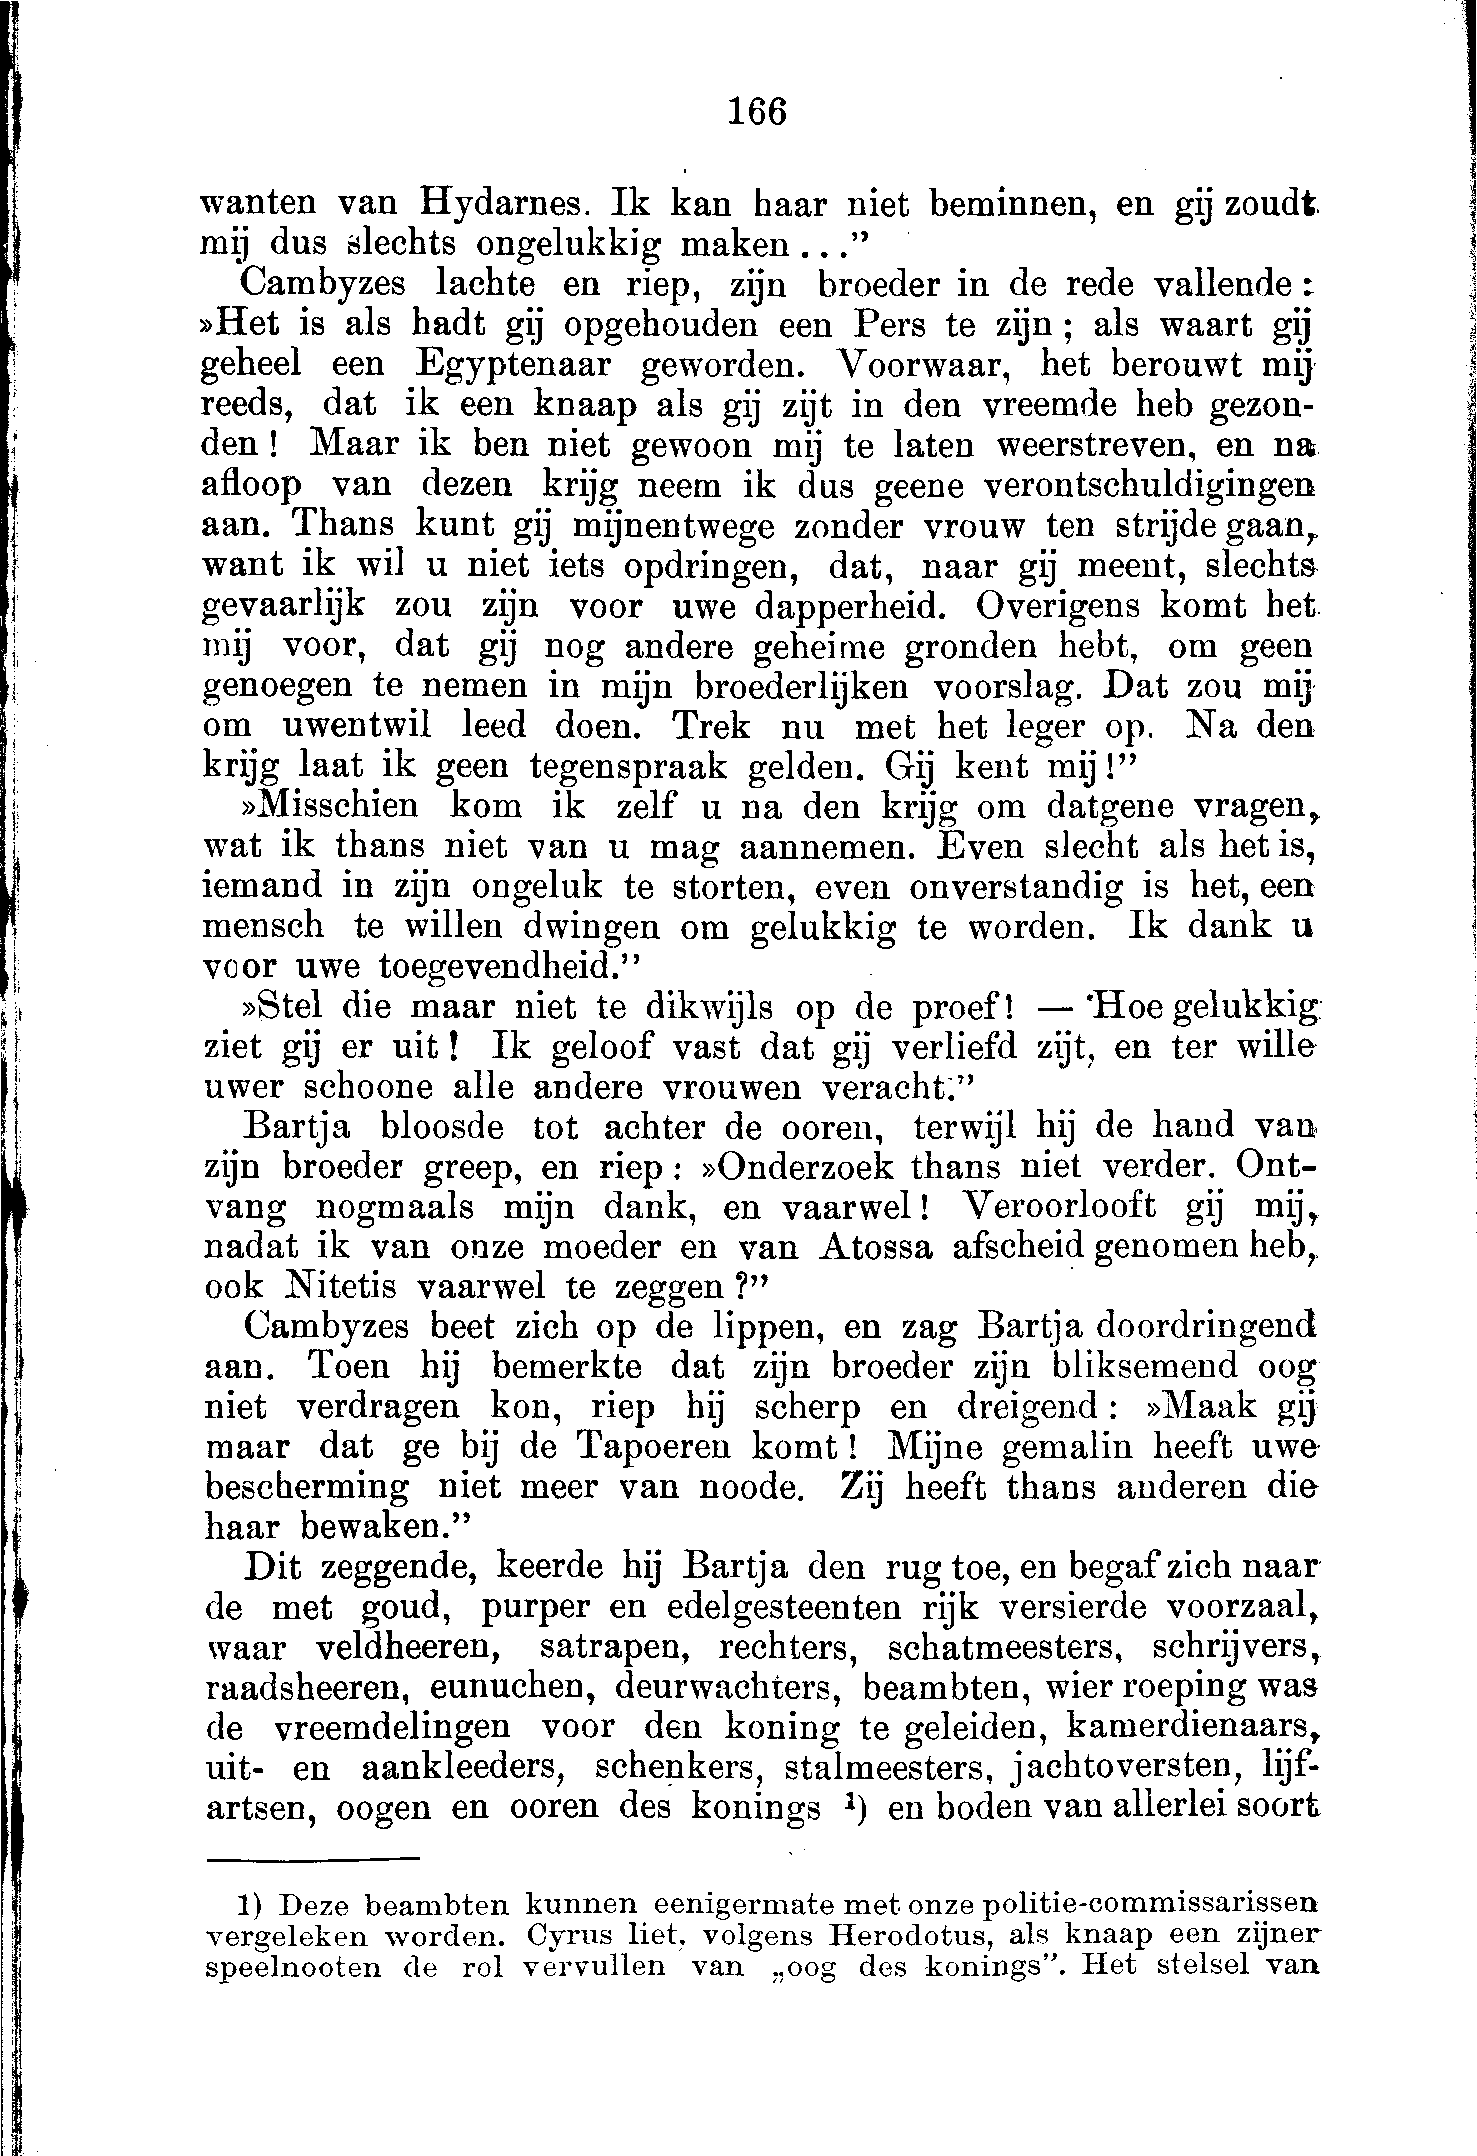 166
wanten van Hydarnes. Ik kan haar niet beminnen, en gij zoudt
mij dus slechts ongelukkig maken . . .”
Cambyzes lachte en riep, zijn broeder in de rede vallende :
»Het is als hadt gij opgehouden een Pers te zijn ; als waart gij
geheel een Egyptenaar geworden. Voorwaar, het berouwt mij
reeds, dat ik een knaap als gij zijt in den vreemde heb gezon-
den ! Maar ik ben niet gewoon mij te laten weerstreven, en na
afloop van dezen krijg neem ik dus geene verontschuldigingen
aan. Thans kunt gij mijnentwege zonder vrouw ten strijde gaan,
want ik wil u niet iets opdringen, dat, naar gij meent, slechts
gevaarlijk zou zijn voor uwe dapperheid. Overigens komt het
mij voor, dat gij nog andere geheime gronden hebt, om geen
genoegen te nemen in mijn broederlijken voorslag. Dat zou mij
om uwentwil leed doen. Trek nu met het leger op. Na den
krijg laat ik geen tegenspraak gelden. Gij kent mij !”
»Misschien kom ik zelf u na den krijg om datgene vragen,
wat ik thans niet van u mag aannemen. Even slecht als het is,
iemand in zijn ongeluk te storten, even onverstandig is het, een
mensch te willen dwingen om gelukkig te worden. Ik dank u
voor uwe toegevendheid.”
»Stel die maar niet te dikwijls op de proef! — Hoe gelukkig
ziet gij er uit ! Ik geloof vast dat gij verliefd zijt, en ter wille
uwer schoone alle andere vrouwen veracht.”
Bartja bloosde tot achter de ooren, terwijl hij de hand van
zijn broeder greep, en riep : »Onderzoek thans niet verder. Ont-
vang nogmaals mijn dank, en vaarwel ! Veroorlooft gij mij,
nadat ik van onze moeder en van Atossa afscheid genomen heb,
ook Nitetis vaarwel te zeggen ?”
Cambyzes beet zich op de lippen, en zag Bartja doordringend
aan. Toen hij bemerkte dat zijn broeder zijn bliksemend oog
niet verdragen kon, riep hij scherp en dreigend : »Maak gij
maar dat ge bij de Tapoeren komt ! Mijne gemalin heeft uwe
bescherming niet meer van noode. Zij heeft thans anderen die
haar bewaken.”
Dit zeggende, keerde hij Bartja den rug toe, en begaf zich naar
de met goud, purper en edelgesteenten rijk versierde voorzaal,
waar veldheeren, satrapen, rechters, schatmeesters, schrijvers,
raadsheeren, eunuchen, deurwachters, beambten, wier roeping was
de vreemdelingen voor den koning te geleiden, kamerdienaars,
uit- en aankleeders, schenkers, stalmeesters, jachtoversten, lijf-
artsen, oogen en ooren des konings ¹) en boden van allerlei soort
1) Deze beambten kunnen eenigermate met onze politie-commissarissen
vergeleken worden. Cyrus liet, volgens Herodotus, als knaap een zijner
speelnooten de rol vervullen van „oog des konings”. Het stelsel van